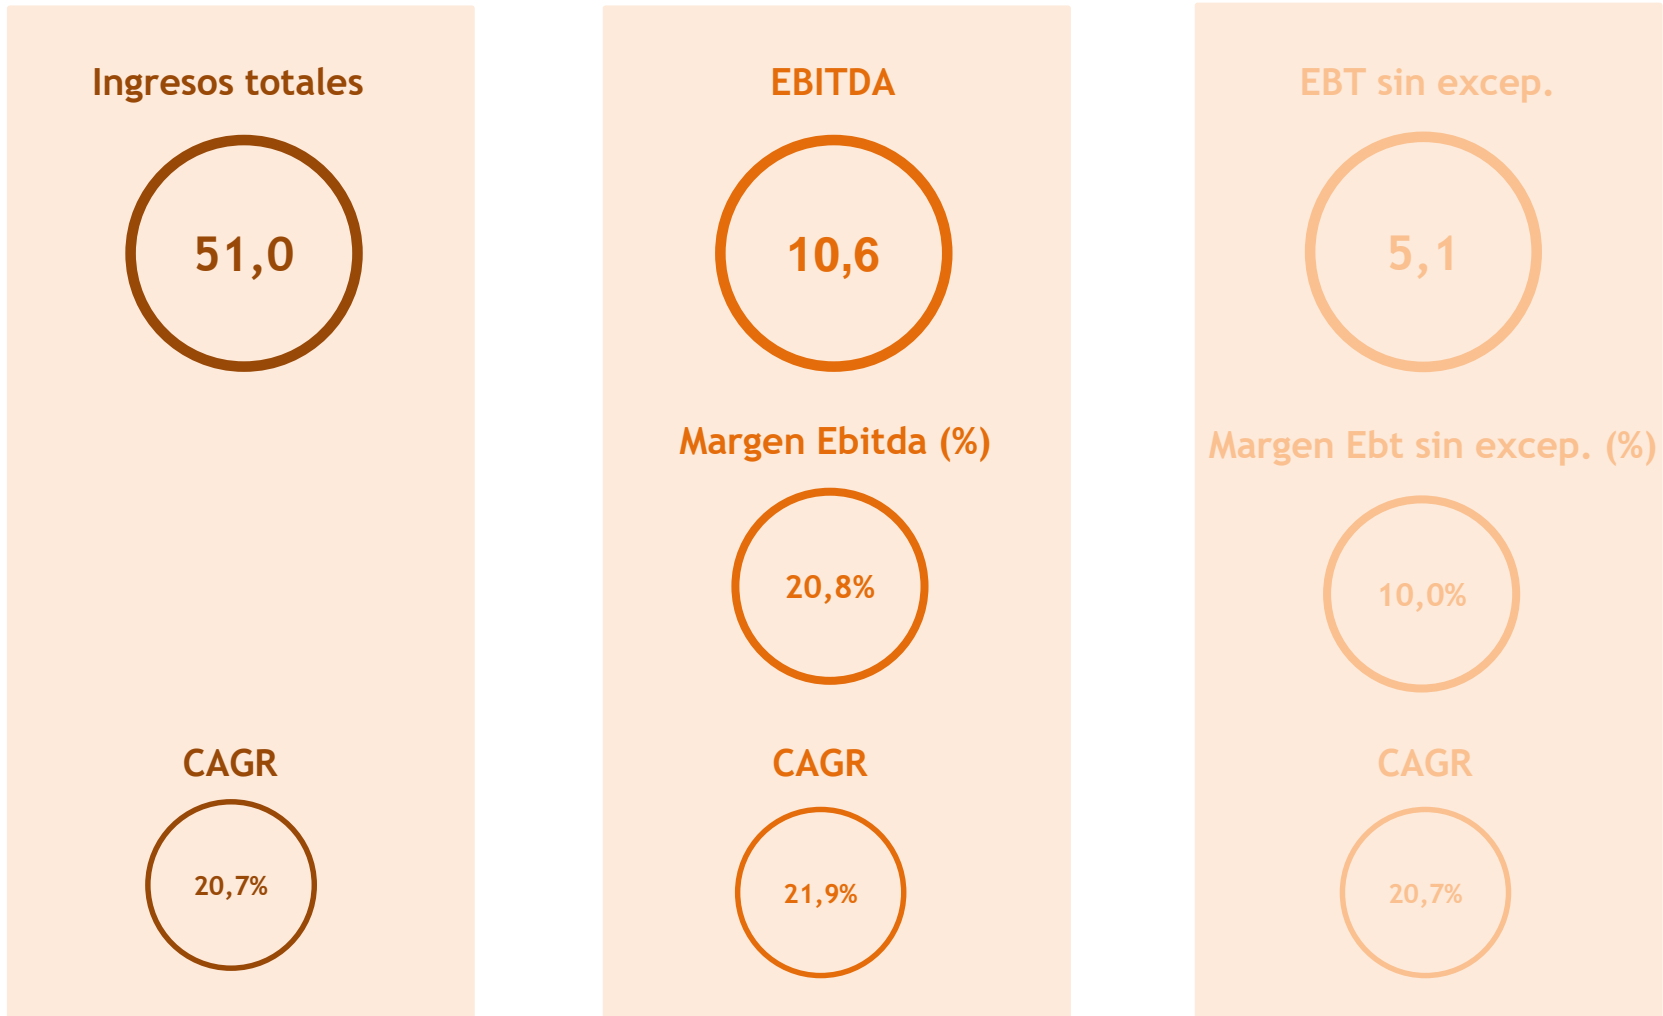 Ingresos totales
51,0
CAGR
20,7%
EBITDA
10,6
Margen Ebitda (%)
20,8%
CAGR
21,9%
EBT sin excep.
5,1
Margen Ebt sin excep. (%)
10,0%
CAGR
20,7%